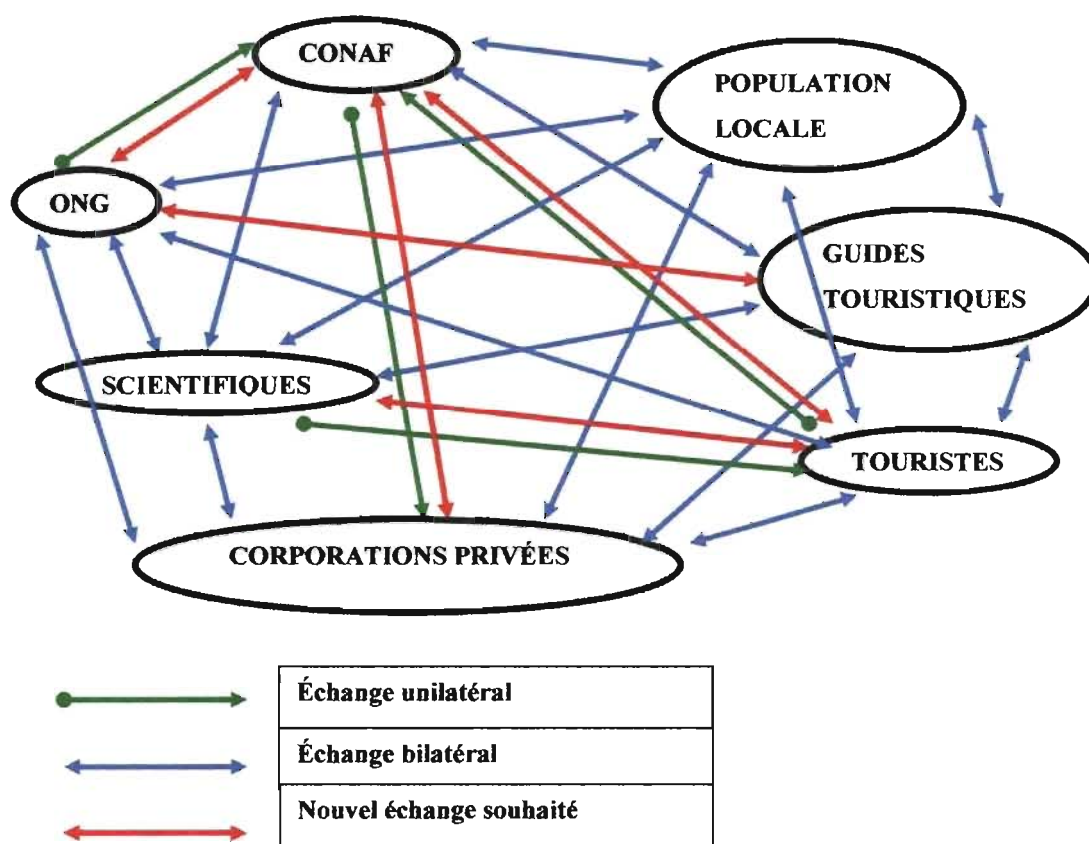 CONAF
POPULATION
LOCALE
ONG
GUIDES
TOURISTIQUES
SCIENTIFIQUES
TOURISTES
CORPORATIONS PRIVÉES
Échange unilatéral
Échange bilatéral
Nouvel échange souhaité